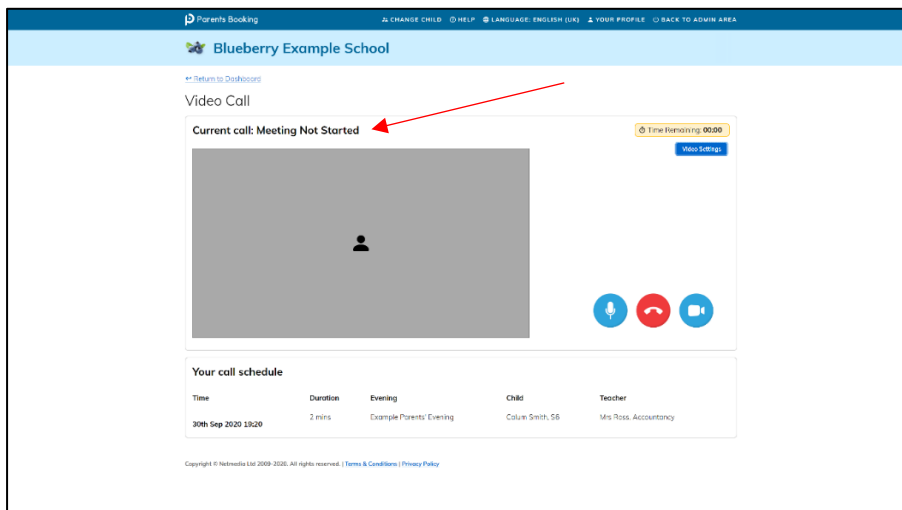 Parents Booking CHANGE CHILD HELP LANGUAGE: ENGLISH (UK) YOUR PROFILE BACK TO ADMIN AREA
Blueberry Example School
Return to Dashboard
Video Call
Current call: Meeting Not Started
Time Remaining: 00:00
Video Settings
Your call schedule
Time Duration Evening Child Teacher
30th Sep 2020 19:20 2 mins Example Parents' Evening Calum Smith, S6 Mrs Ross, Accountancy
Copyright © Netmedia Ltd 2009-2020. All rights reserved. | Terms & Conditions | Privacy Policy